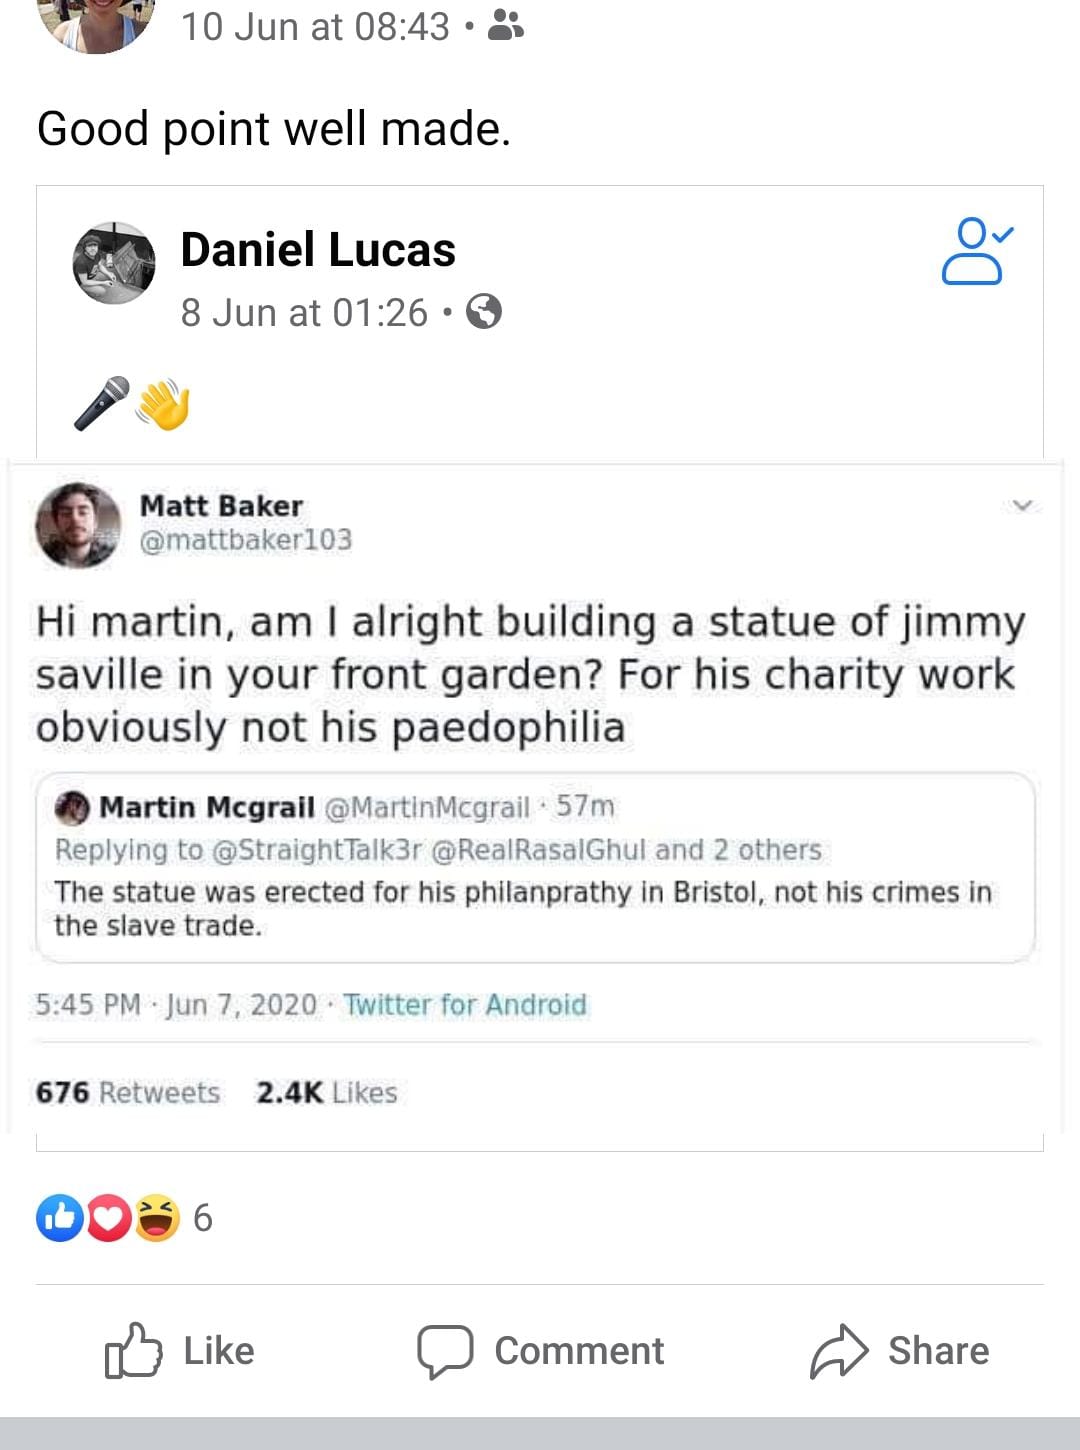 10 Jun at 08:43 •
Good point well made.
Daniel Lucas
8 Jun at 01:26 •
🎤👋
Matt Baker
@mattbaker103
Hi martin, am I alright building a statue of jimmy
saville in your front garden? For his charity work
obviously not his paedophilia
Martin Mcgrail @MartinMcgrail · 57m
Replying to @StraightTalk3r @RealRasalGhul and 2 others
The statue was erected for his philanprathy in Bristol, not his crimes in
the slave trade.
5:45 PM · Jun 7, 2020 · Twitter for Android
676 Retweets 2.4K Likes
6
Like Comment Share